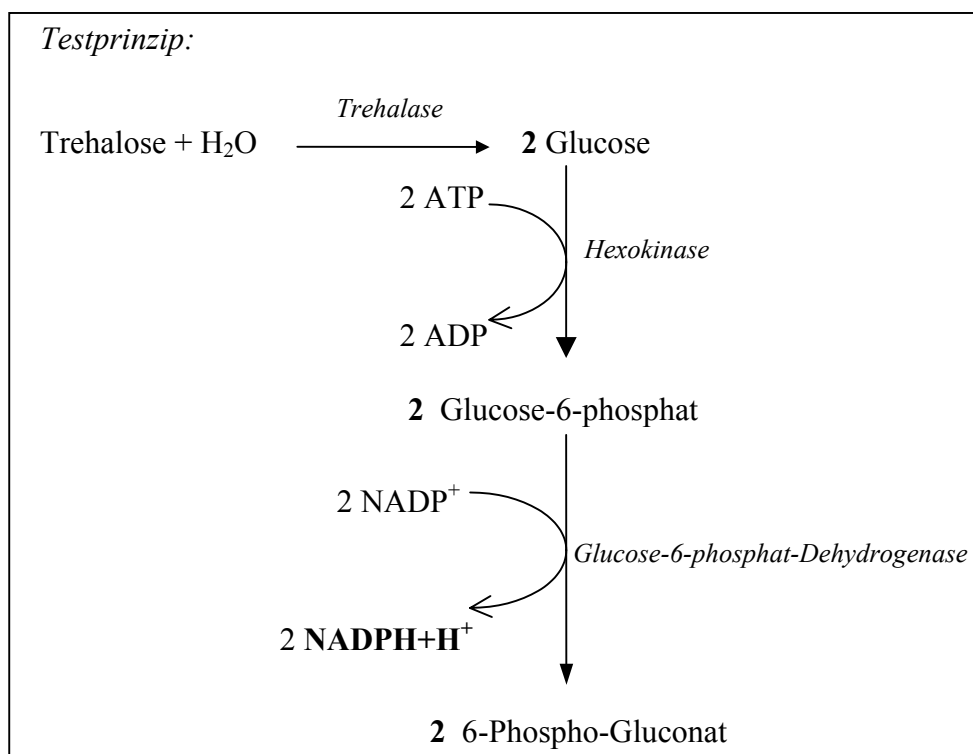 Testprinzip:
Trehalase
Trehalose + H₂O
2 Glucose
2 ATP
Hexokinase
2 ADP
2 Glucose-6-phosphat
2 NADP⁺
Glucose-6-phosphat-Dehydrogenase
2 NADPH+H⁺
2 6-Phospho-Gluconat